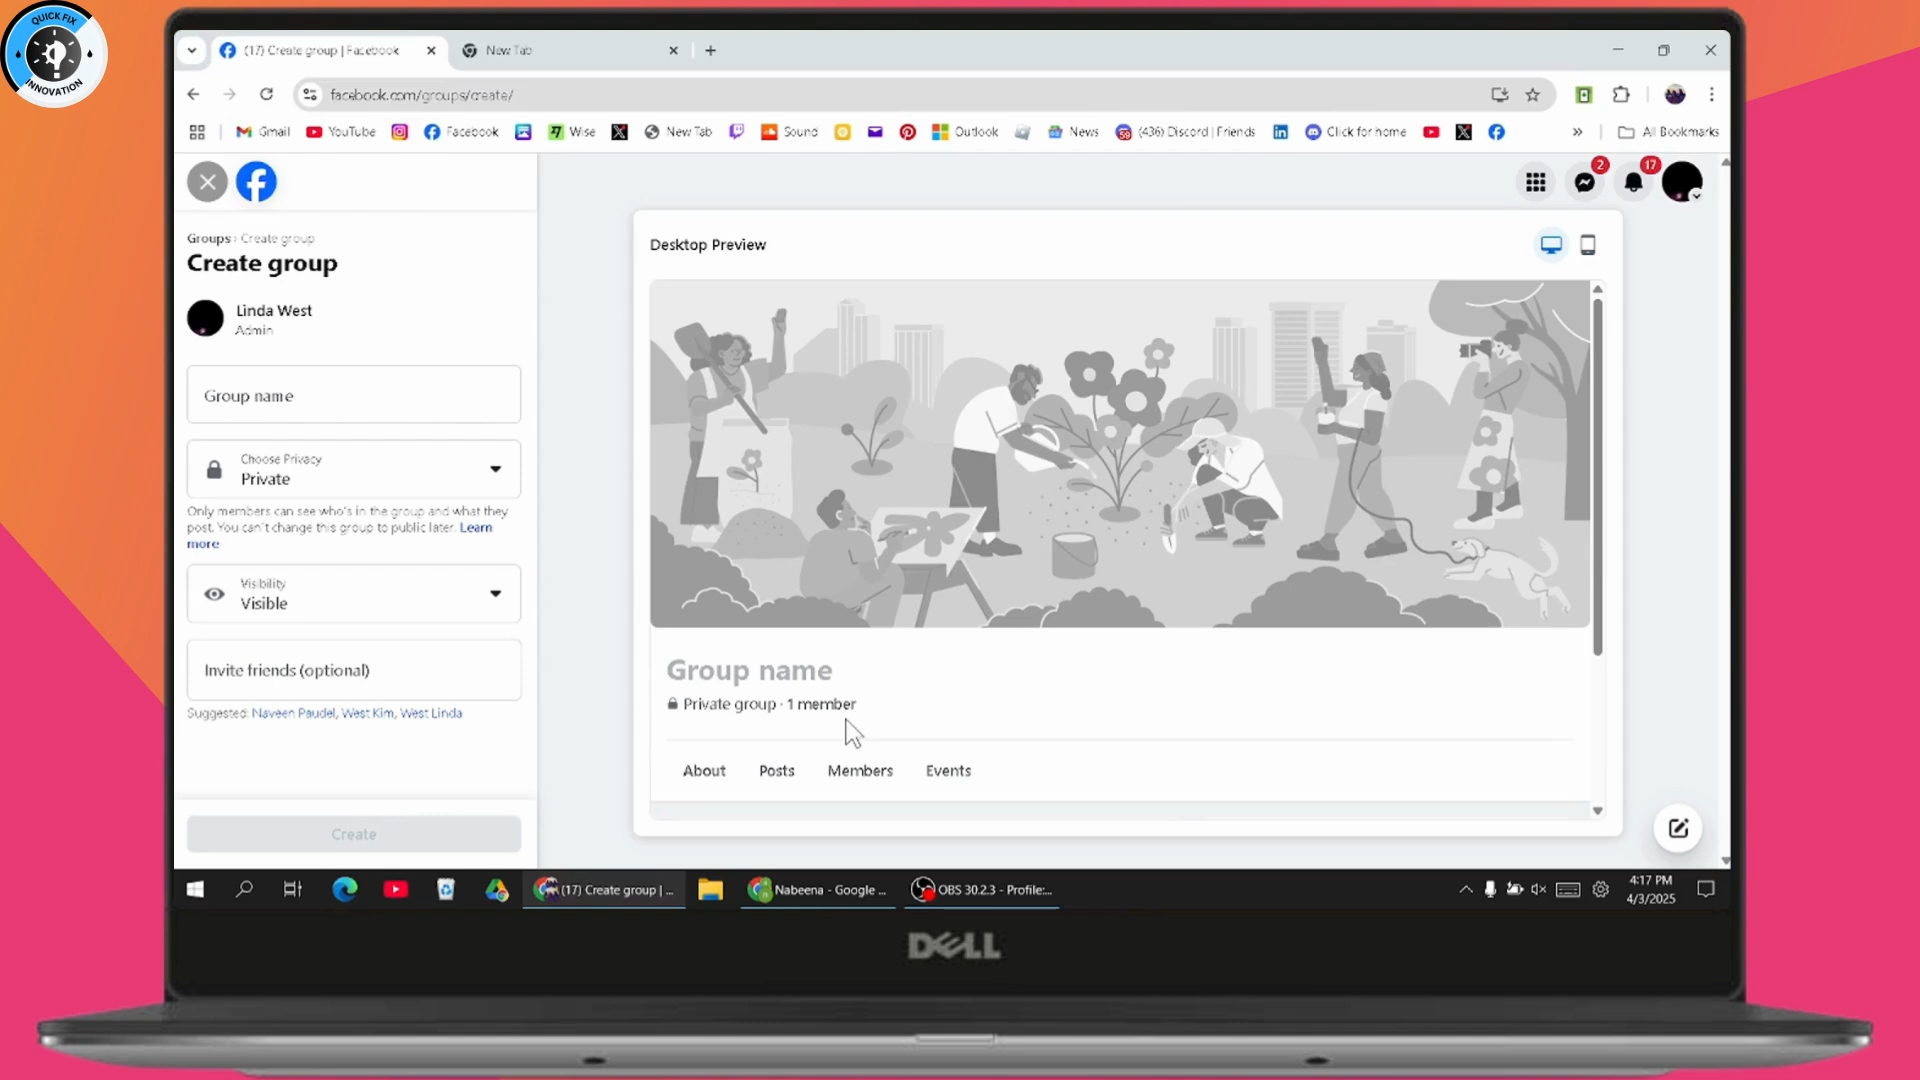 QUICK FIX
INNOVATION
(17) Create group | Facebook
New Tab
facebook.com/groups/create/
Gmail
YouTube
Facebook
Wise
New Tab
Sound
Outlook
News
(436) Discord | Friends
Click for home
All Bookmarks
2
17
Groups › Create group
Create group
Linda West
Admin
Group name
Choose Privacy
Private
Only members can see who's in the group and what they
post. You can't change this group to public later. Learn
more
Visibility
Visible
Invite friends (optional)
Suggested: Naveen Paudel, West Kim, West Linda
Create
Desktop Preview
Group name
Private group · 1 member
About
Posts
Members
Events
(17) Create group | ...
Nabeena - Google ...
OBS 30.2.3 - Profile:...
4:17 PM
4/3/2025
DELL